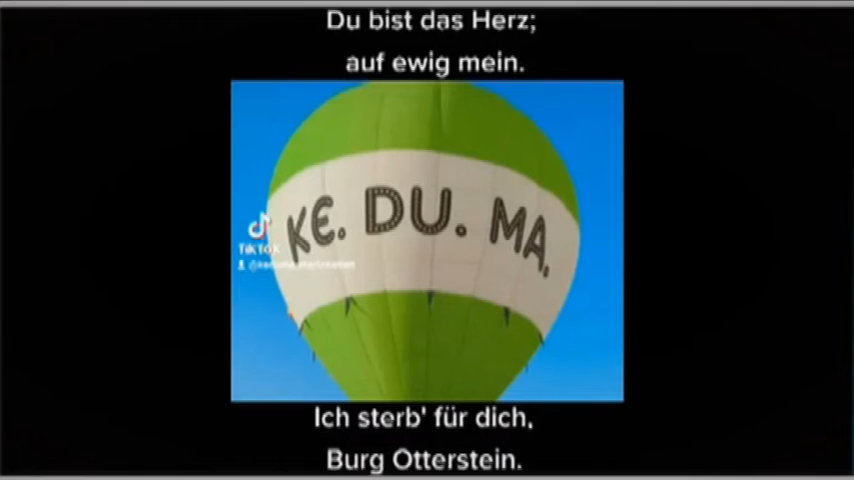 Du bist das Herz;
auf ewig mein.
KE. DU. MA.
TikTok
Ich sterb' für dich,
Burg Otterstein.